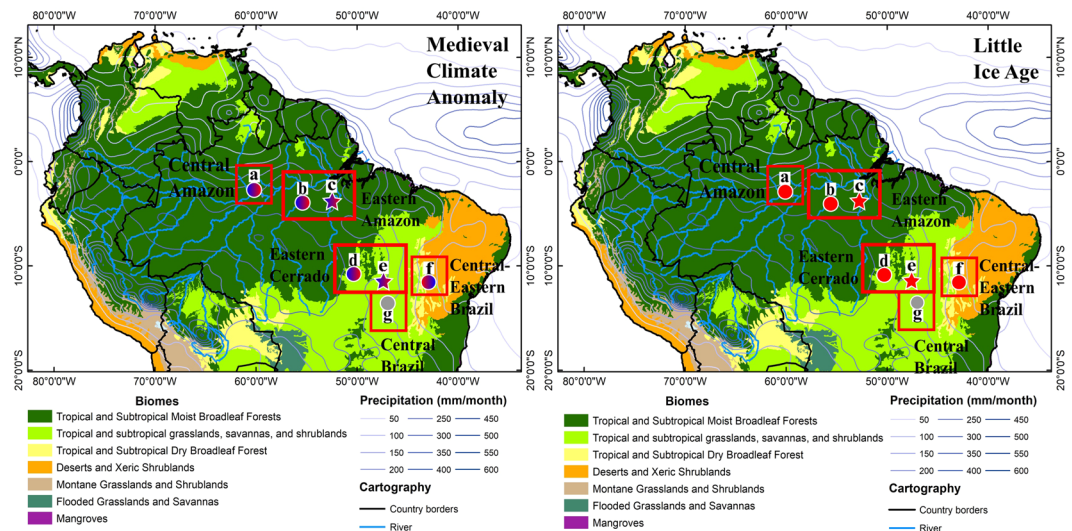 Medieval
Climate
Anomaly
10°0'0"N
0°0'0"
10°0'0"S
20°0'0"S
Central
Amazon
a
b
c
Eastern
Amazon
Eastern
Cerrado
d
e
f
Central-
Eastern
Brazil
g
Central
Brazil
80°0'0"W
70°0'0"W
60°0'0"W
50°0'0"W
40°0'0"W
Biomes
Tropical and Subtropical Moist Broadleaf Forests
Tropical and subtropical grasslands, savannas, and shrublands
Tropical and Subtropical Dry Broadleaf Forest
Deserts and Xeric Shrublands
Montane Grasslands and Shrublands
Flooded Grasslands and Savannas
Mangroves
Precipitation (mm/month)
50 250 450
100 300 500
150 350 550
200 400 600
Cartography
Country borders
River
Little
Ice Age
10°0'0"N
0°0'0"
10°0'0"S
20°0'0"S
Central
Amazon
a
b
c
Eastern
Amazon
Eastern
Cerrado
d
e
f
Central-
Eastern
Brazil
g
Central
Brazil
80°0'0"W
70°0'0"W
60°0'0"W
50°0'0"W
40°0'0"W
Biomes
Tropical and Subtropical Moist Broadleaf Forests
Tropical and subtropical grasslands, savannas, and shrublands
Tropical and Subtropical Dry Broadleaf Forest
Deserts and Xeric Shrublands
Montane Grasslands and Shrublands
Flooded Grasslands and Savannas
Mangroves
Precipitation (mm/month)
50 250 450
100 300 500
150 350 550
200 400 600
Cartography
Country borders
River